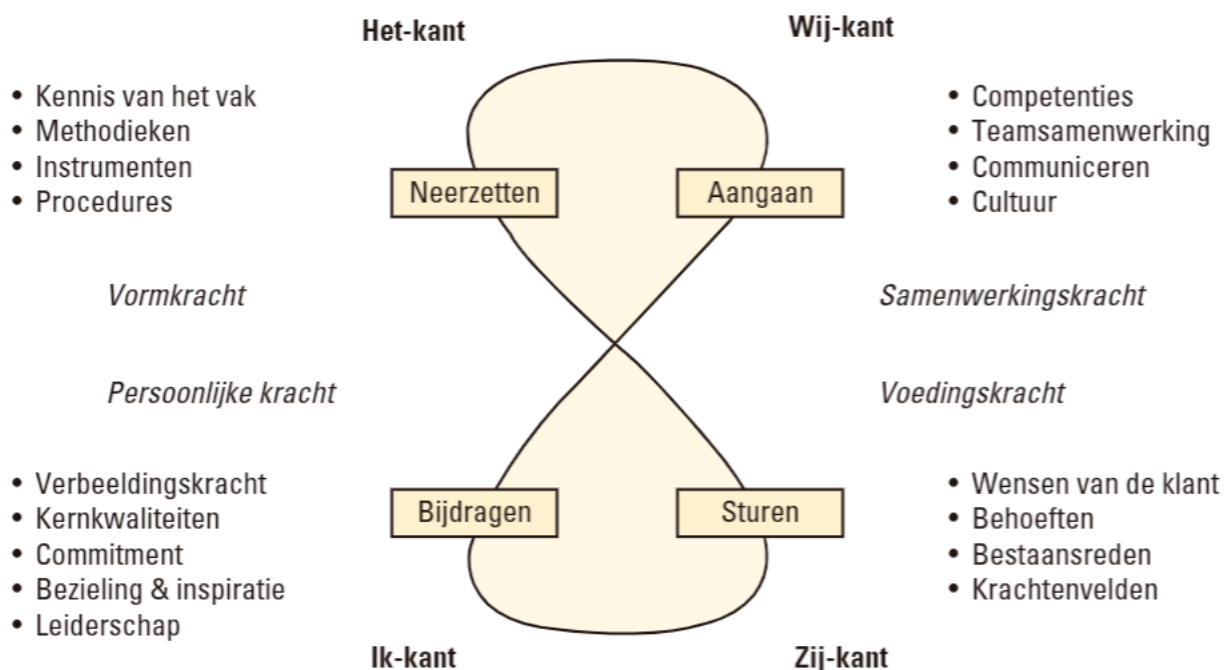 Het-kant
Wij-kant
• Kennis van het vak
• Methodieken
• Instrumenten
• Procedures
Neerzetten
Aangaan
• Competenties
• Teamsamenwerking
• Communiceren
• Cultuur
Vormkracht
Samenwerkingskracht
Persoonlijke kracht
Voedingskracht
• Verbeeldingskracht
• Kernkwaliteiten
• Commitment
• Bezieling & inspiratie
• Leiderschap
Bijdragen
Sturen
• Wensen van de klant
• Behoeften
• Bestaansreden
• Krachtenvelden
Ik-kant
Zij-kant